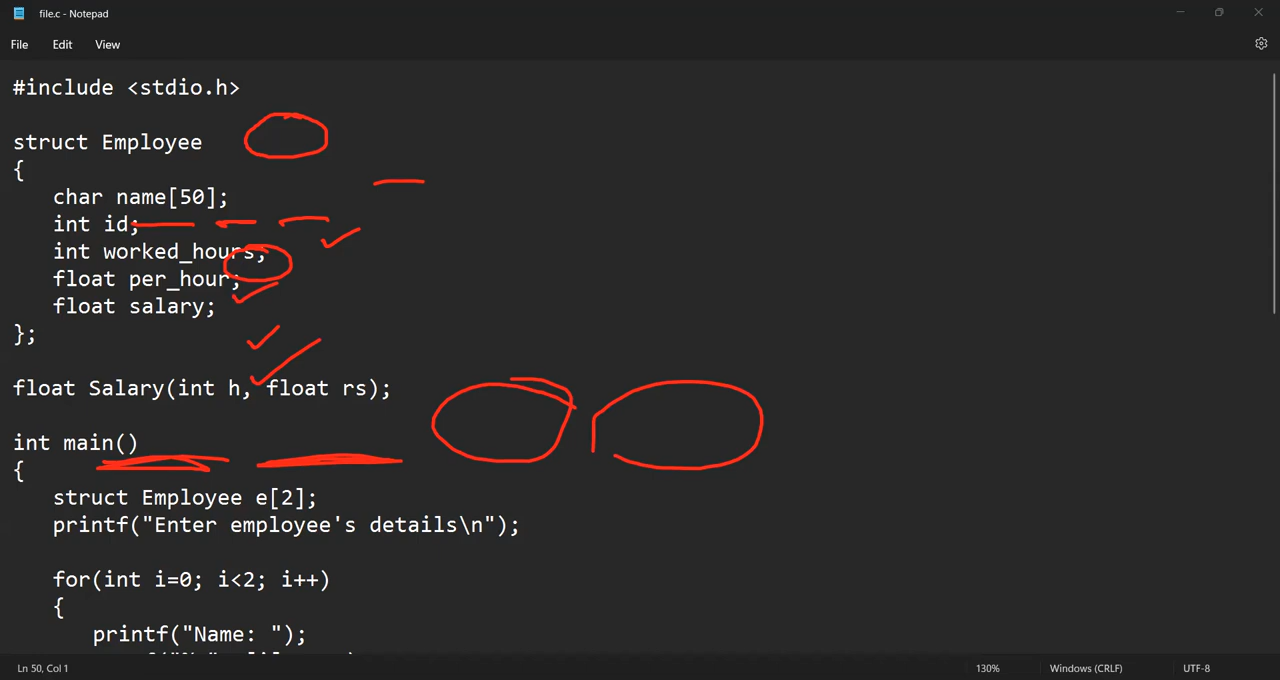 file.c - Notepad
File Edit View
#include <stdio.h>
struct Employee
{
char name[50];
int id;
int worked_hours;
float per_hour;
float salary;
};
float Salary(int h, float rs);
int main()
{
struct Employee e[2];
printf("Enter employee's details\n");
for(int i=0; i<2; i++)
{
printf("Name: ");
Ln 50, Col 1 130% Windows (CRLF) UTF-8